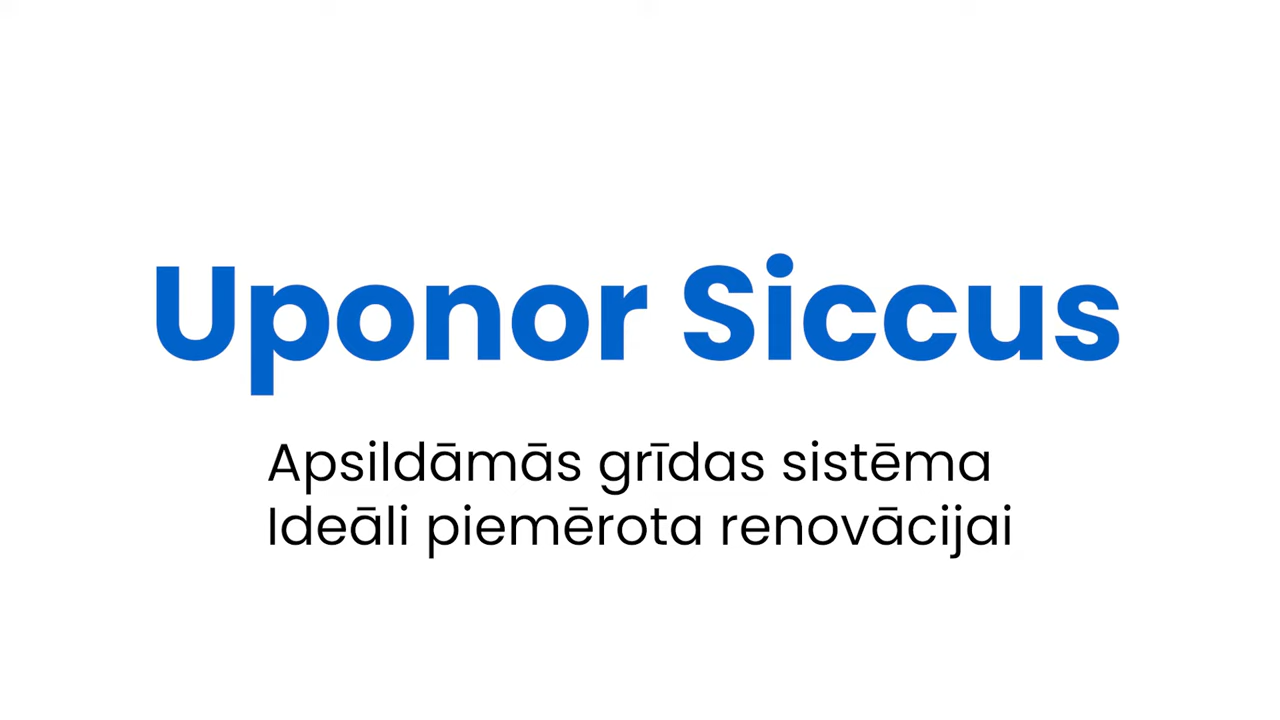 Uponor Siccus
Apsildāmās grīdas sistēma
Ideāli piemērota renovācijai